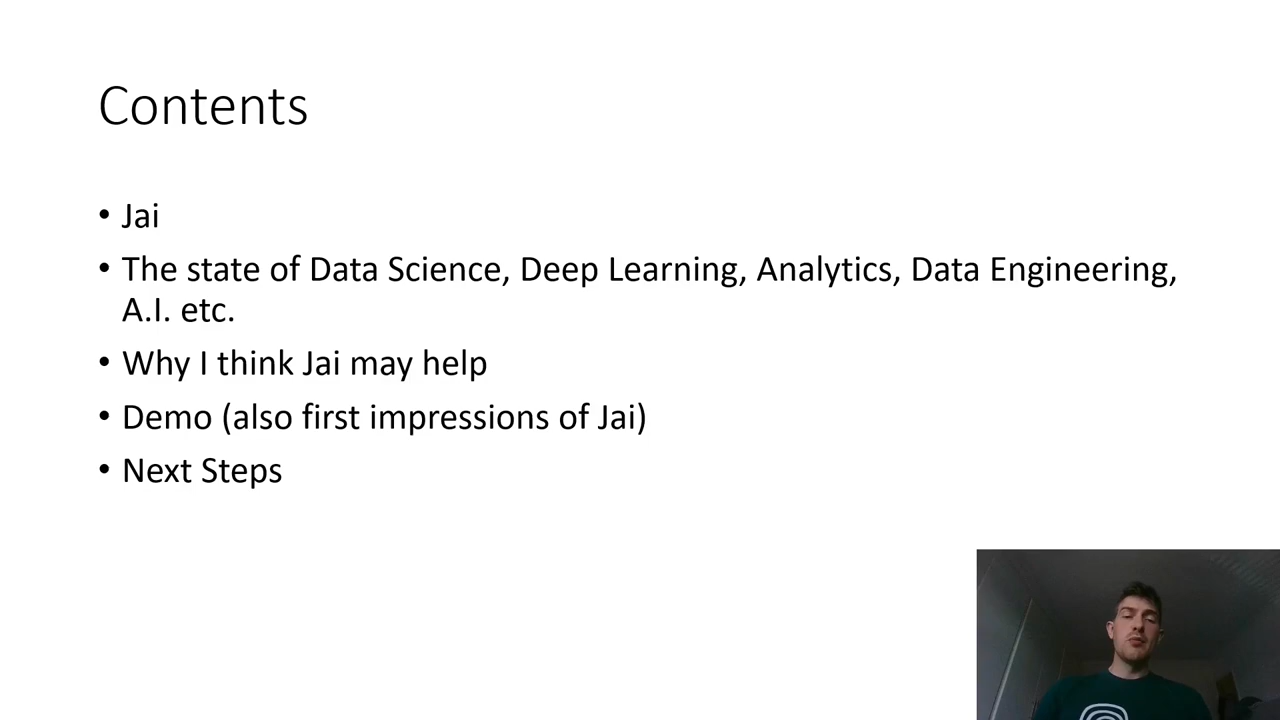 Contents
• Jai
• The state of Data Science, Deep Learning, Analytics, Data Engineering,
A.I. etc.
• Why I think Jai may help
• Demo (also first impressions of Jai)
• Next Steps